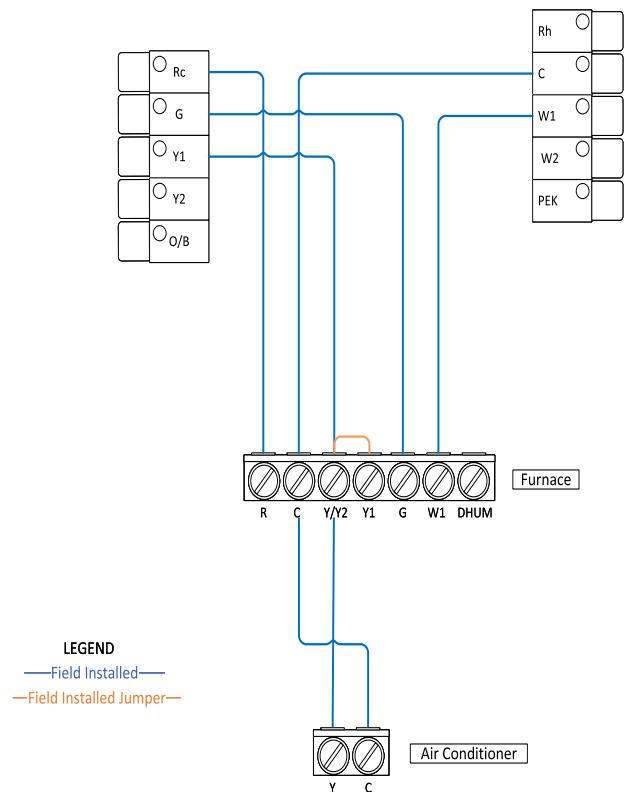 Rh
Rc
C
G
W1
Y1
W2
Y2
PEK
O/B
Furnace
R
C
Y/Y2
Y1
G
W1
DHUM
LEGEND
Field Installed
Field Installed Jumper
Air Conditioner
Y
C